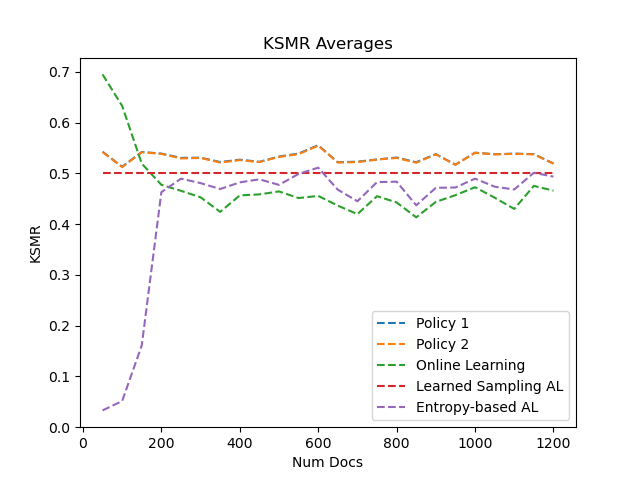 KSMR Averages
KSMR
0.7
0.6
0.5
0.4
0.3
0.2
0.1
0.0
Policy 1
Policy 2
Online Learning
Learned Sampling AL
Entropy-based AL
0 200 400 600 800 1000 1200
Num Docs